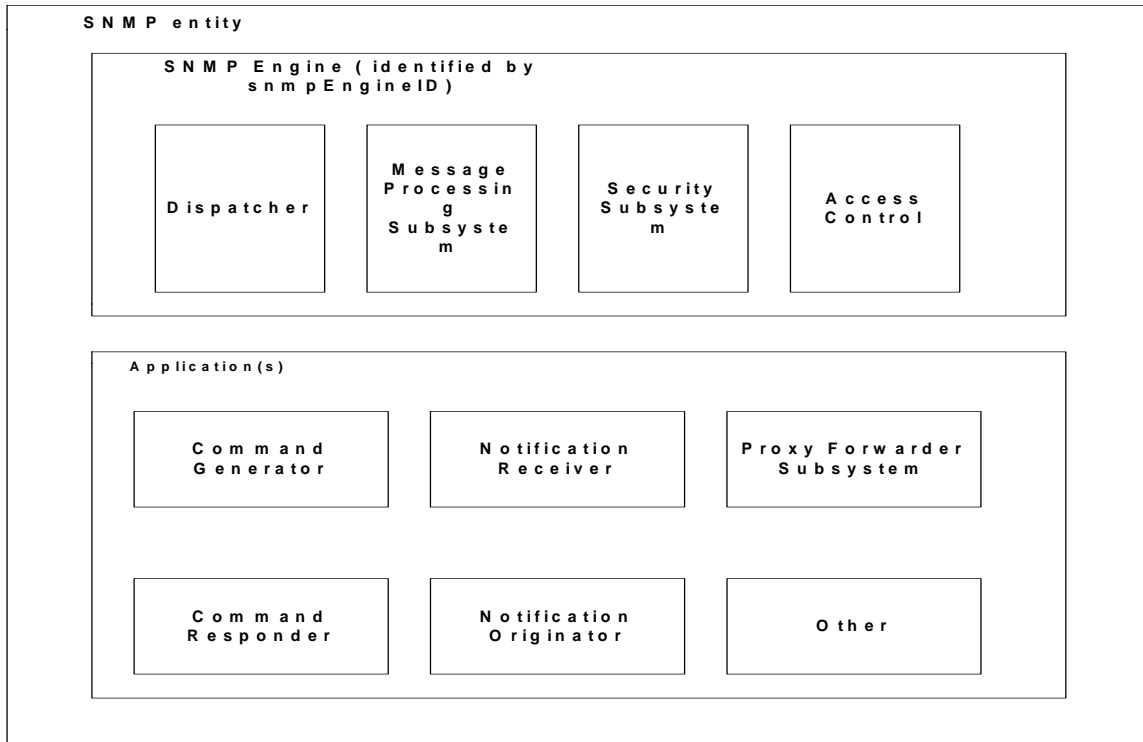 SNMP entity
SNMP Engine (identified by
snmpEngineID)
Dispatcher
Message
Processin
g
Subsyste
m
Security
Subsyste
m
Access
Control
Application(s)
Command
Generator
Notification
Receiver
Proxy Forwarder
Subsystem
Command
Responder
Notification
Originator
Other